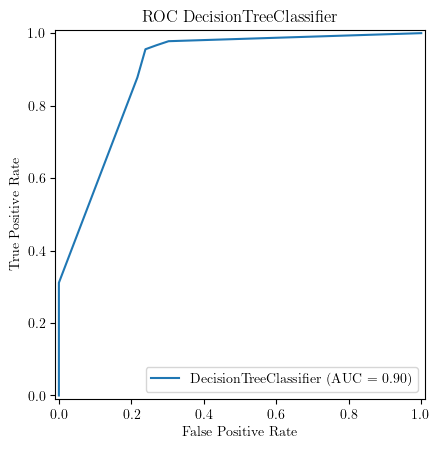 ROC DecisionTreeClassifier
1.0
0.8
0.6
0.4
0.2
0.0
True Positive Rate
DecisionTreeClassifier (AUC = 0.90)
0.0 0.2 0.4 0.6 0.8 1.0
False Positive Rate